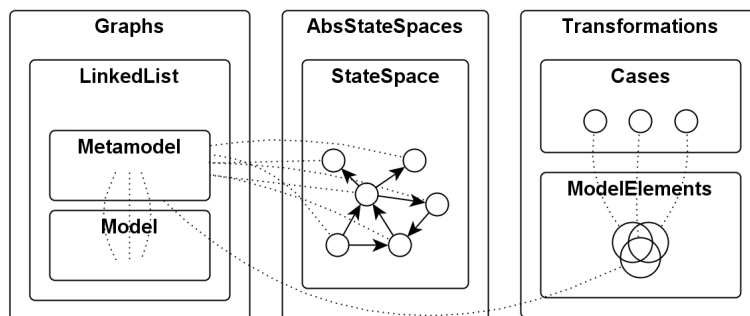 Graphs
AbsStateSpaces
Transformations
LinkedList
StateSpace
Cases
Metamodel
ModelElements
Model